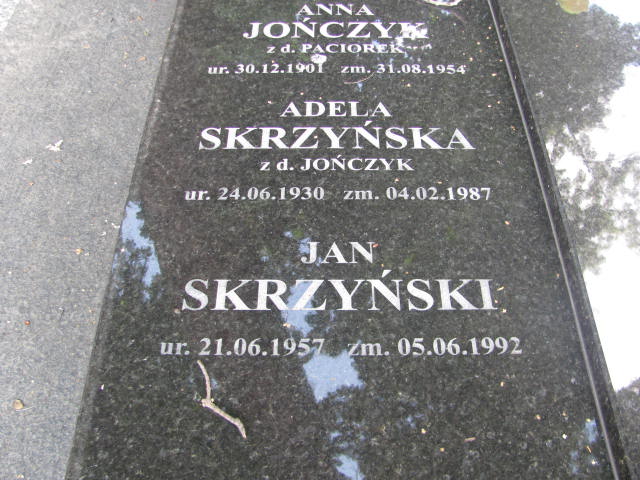 ANNA
JOŃCZYK
z d. PACIOREK
ur. 30.12.1901 zm. 31.08.1954
ADELA
SKRZYŃSKA
z d. JOŃCZYK
ur. 24.06.1930 zm. 04.02.1987
JAN
SKRZYŃSKI
ur. 21.06.1957 zm. 05.06.1992